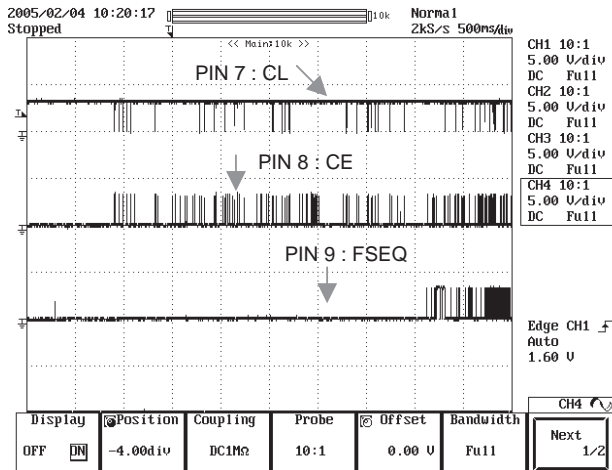 2005/02/04 10:20:17
Stopped
10k
Normal
2kS/s 500ms/div
<< Main:10k >>
CH1 10:1
5.00 V/div
DC Full
CH2 10:1
5.00 V/div
DC Full
CH3 10:1
5.00 V/div
DC Full
CH4 10:1
5.00 V/div
DC Full
PIN 7 : CL
PIN 8 : CE
PIN 9 : FSEQ
Edge CH1
Auto
1.60 V
CH4
Display
OFF ON
Position
-4.00div
Coupling
DC1MΩ
Probe
10:1
Offset
0.00 V
Bandwidth
Full
Next
1/2